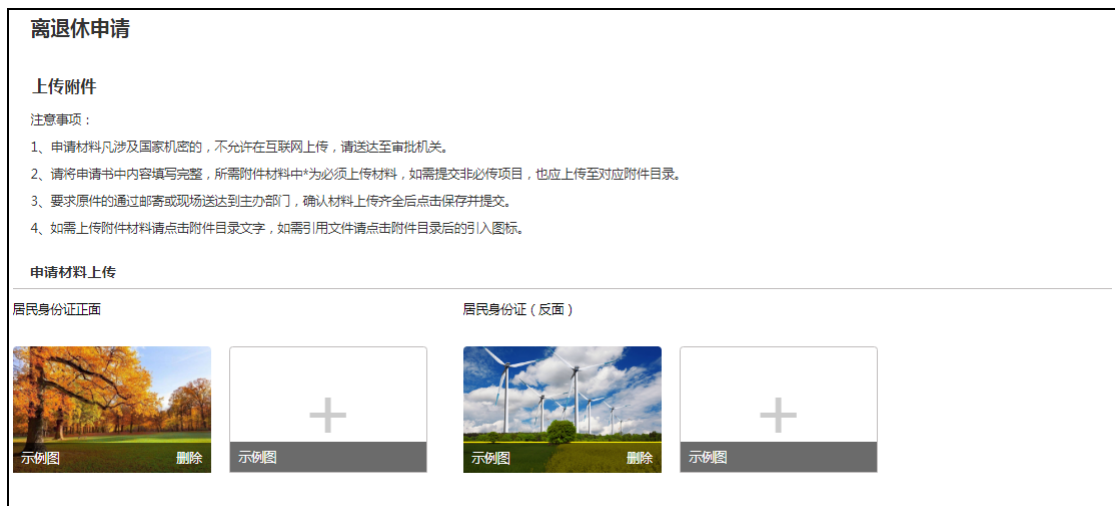 离退休申请
上传附件
注意事项：
1、申请材料凡涉及国家机密的，不允许在互联网上传，请送达至审批机关。
2、请将申请书中内容填写完整，所需附件材料中*为必须上传材料，如需提交非必传项目，也应上传至对应附件目录。
3、要求原件的通过邮寄或现场送达到主办部门，确认材料上传齐全后点击保存并提交。
4、如需上传附件材料请点击附件目录文字，如需引用文件请点击附件目录后的引入图标。
申请材料上传
居民身份证正面 居民身份证（反面）
示例图 删除 示例图 示例图 删除 示例图